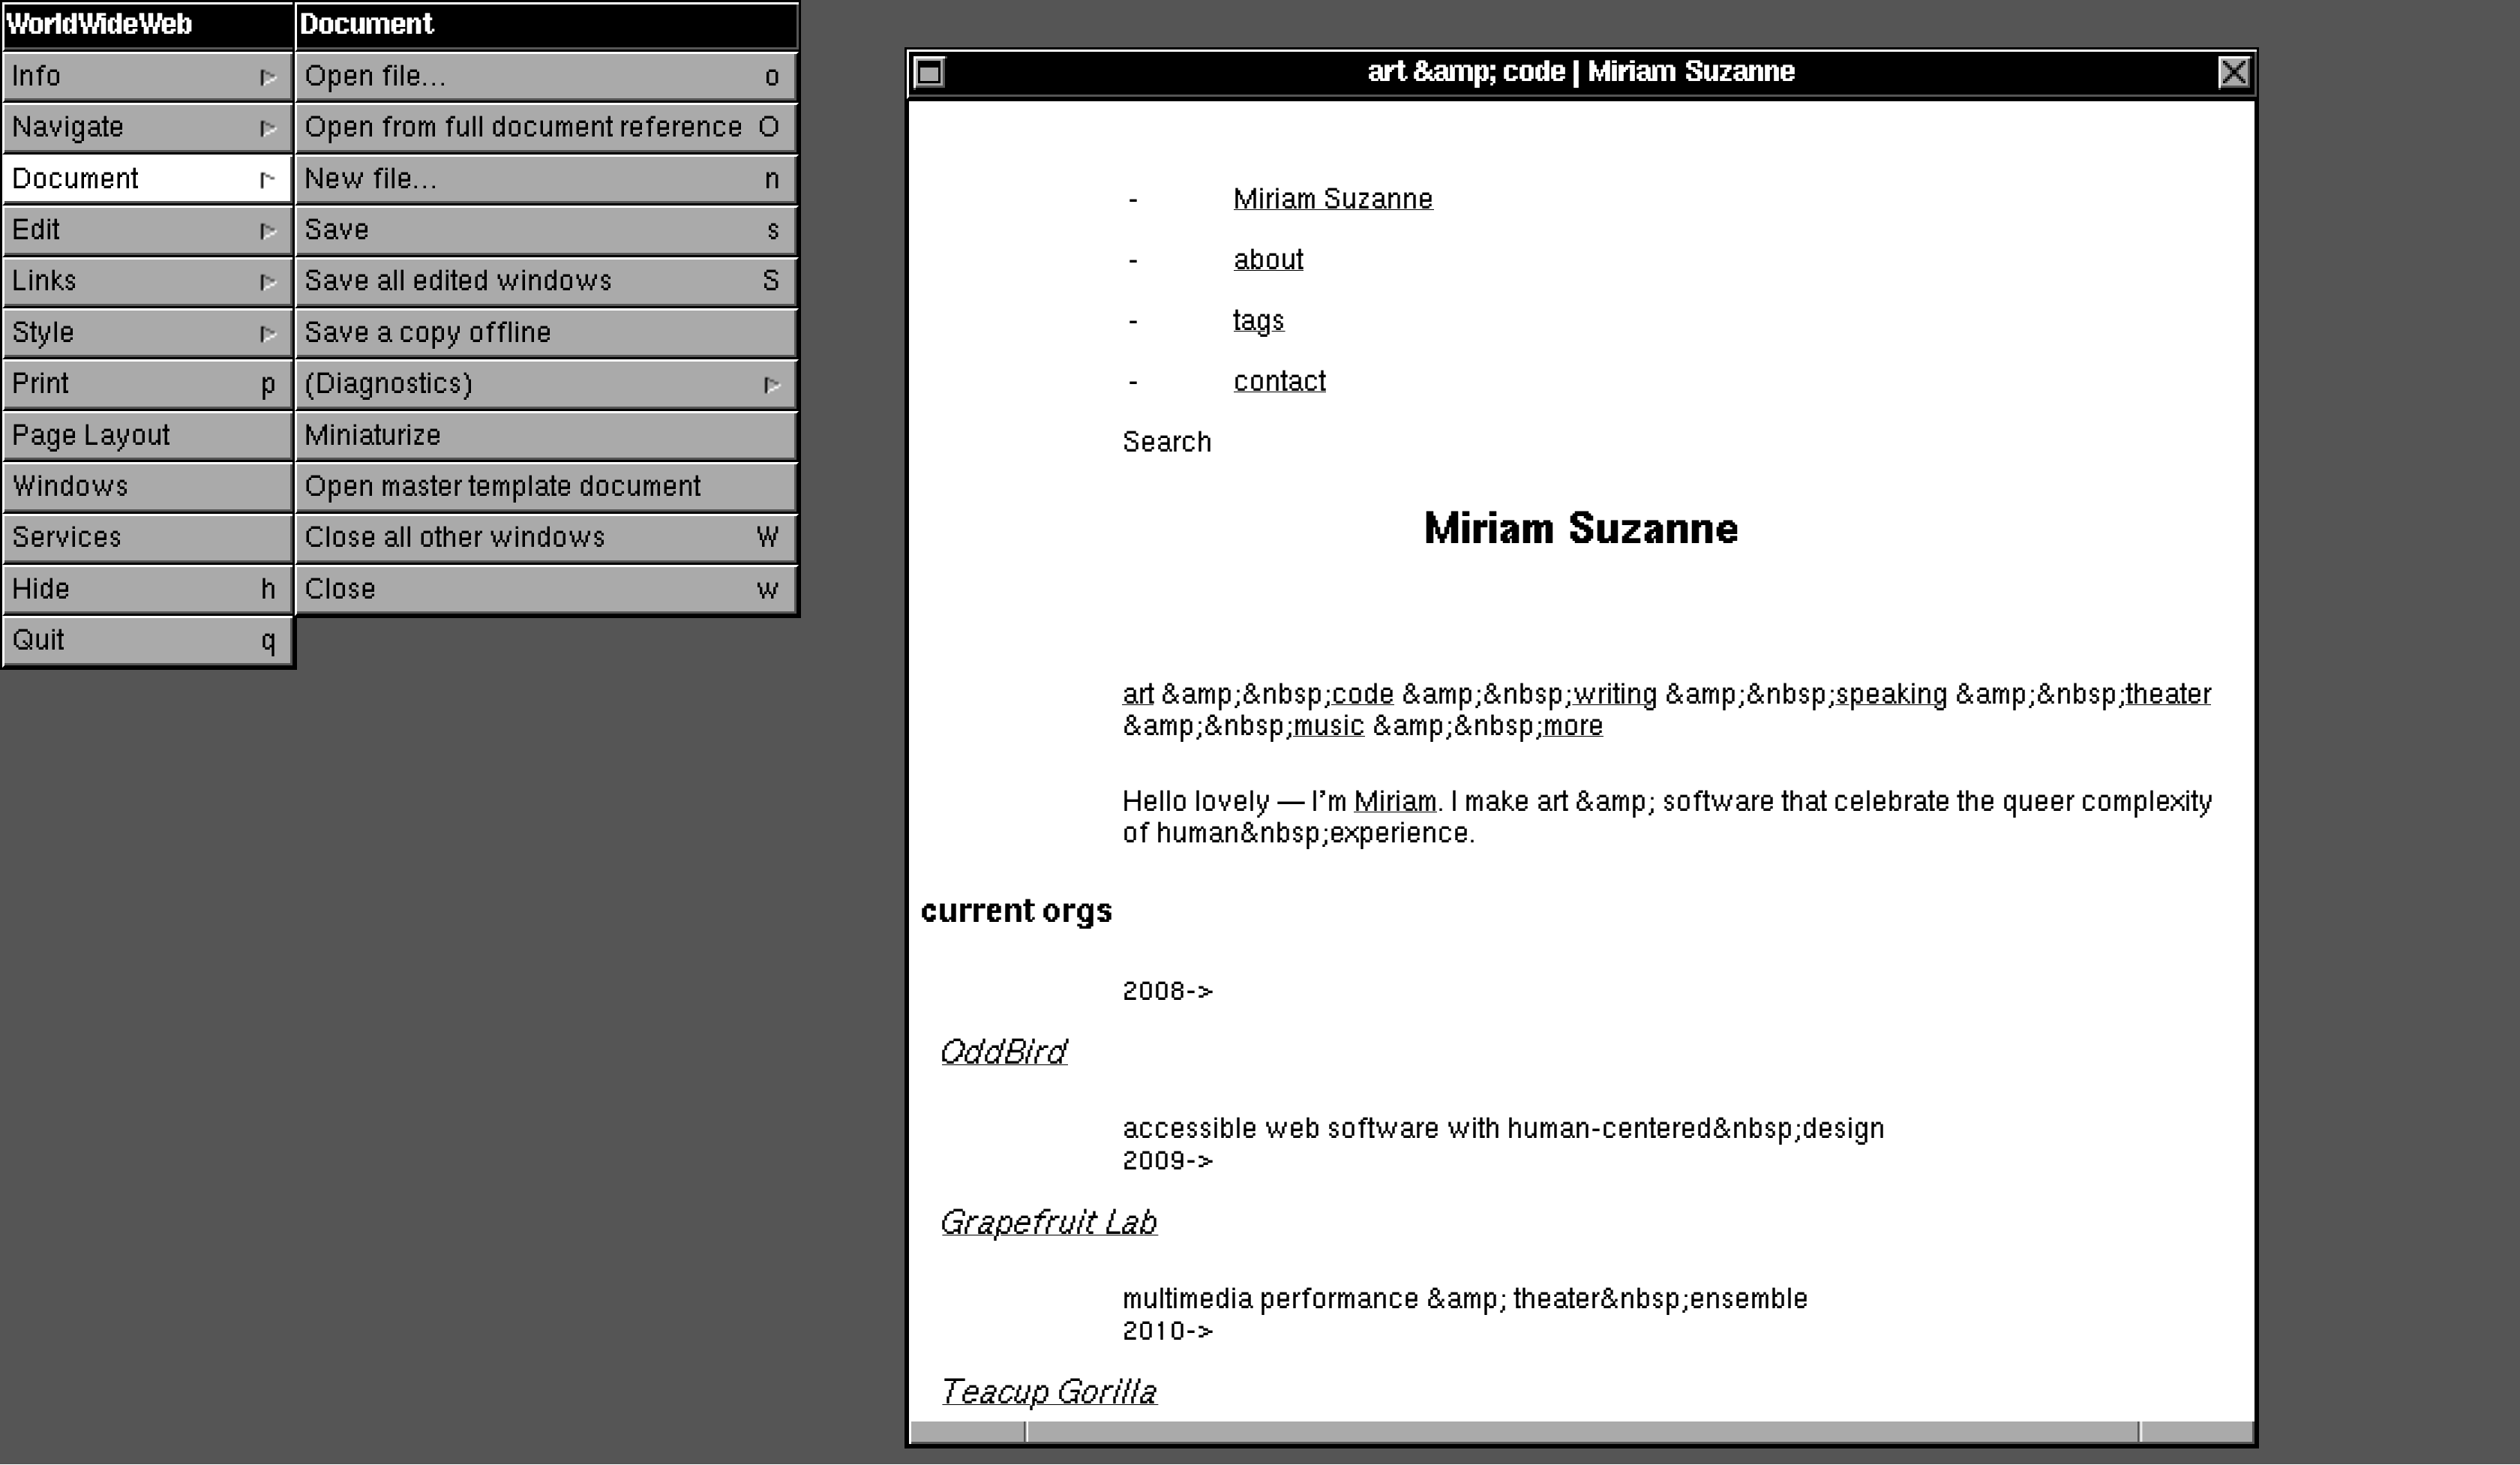 WorldWideWeb
Info
Navigate
Document
Edit
Links
Style
Print p
Page Layout
Windows
Services
Hide h
Quit q
Document
Open file... o
Open from full document reference O
New file... n
Save s
Save all edited windows S
Save a copy offline
(Diagnostics)
Miniaturize
Open master template document
Close all other windows W
Close w
art &amp; code | Miriam Suzanne
- Miriam Suzanne
- about
- tags
- contact
Search
Miriam Suzanne
art &amp;&nbsp;code &amp;&nbsp;writing &amp;&nbsp;speaking &amp;&nbsp;theater
&amp;&nbsp;music &amp;&nbsp;more
Hello lovely — I’m Miriam. I make art &amp; software that celebrate the queer complexity
of human&nbsp;experience.
current orgs
2008->
OddBird
accessible web software with human-centered&nbsp;design
2009->
Grapefruit Lab
multimedia performance &amp; theater&nbsp;ensemble
2010->
Teacup Gorilla